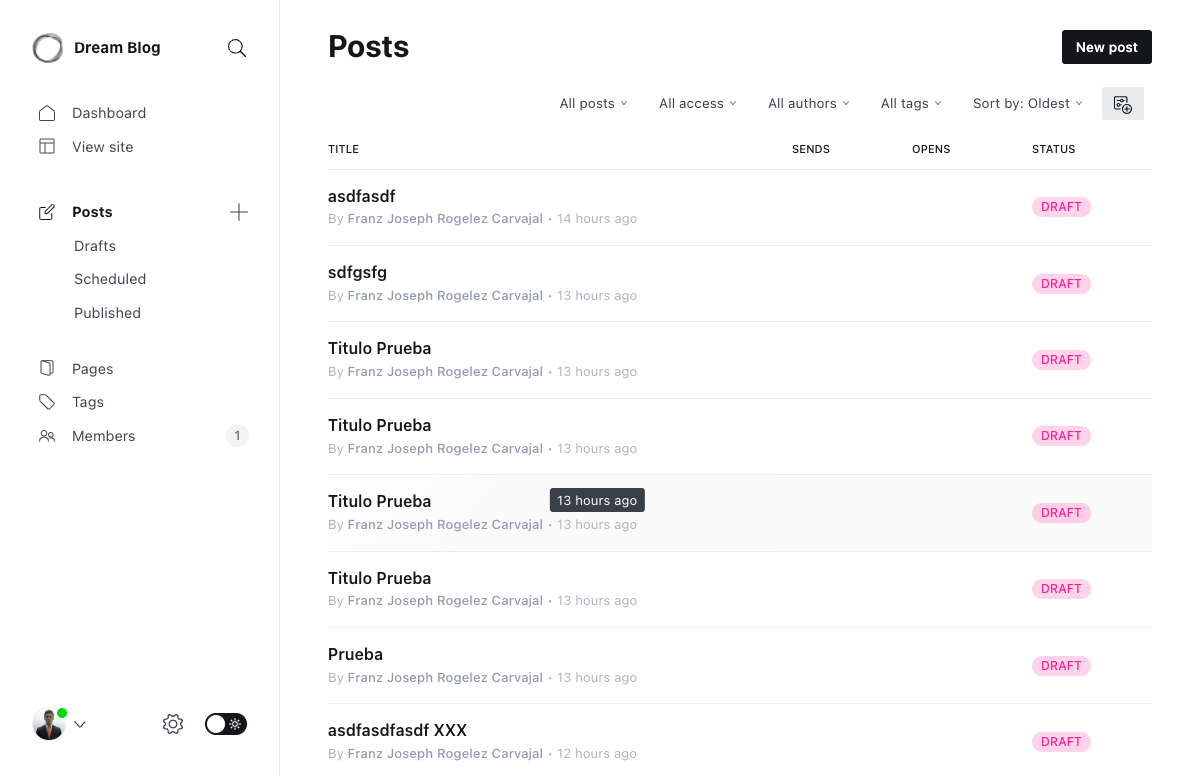 Dream Blog
Dashboard
View site
Posts
Drafts
Scheduled
Published
Pages
Tags
Members 1
Posts
New post
All posts All access All authors All tags Sort by: Oldest
TITLE SENDS OPENS STATUS
asdfasdf
By Franz Joseph Rogelez Carvajal • 14 hours ago
DRAFT
sdfgsfg
By Franz Joseph Rogelez Carvajal • 13 hours ago
DRAFT
Titulo Prueba
By Franz Joseph Rogelez Carvajal • 13 hours ago
DRAFT
Titulo Prueba
By Franz Joseph Rogelez Carvajal • 13 hours ago
DRAFT
Titulo Prueba
13 hours ago
By Franz Joseph Rogelez Carvajal • 13 hours ago
DRAFT
Titulo Prueba
By Franz Joseph Rogelez Carvajal • 13 hours ago
DRAFT
Prueba
By Franz Joseph Rogelez Carvajal • 13 hours ago
DRAFT
asdfasdfasdf XXX
By Franz Joseph Rogelez Carvajal • 12 hours ago
DRAFT